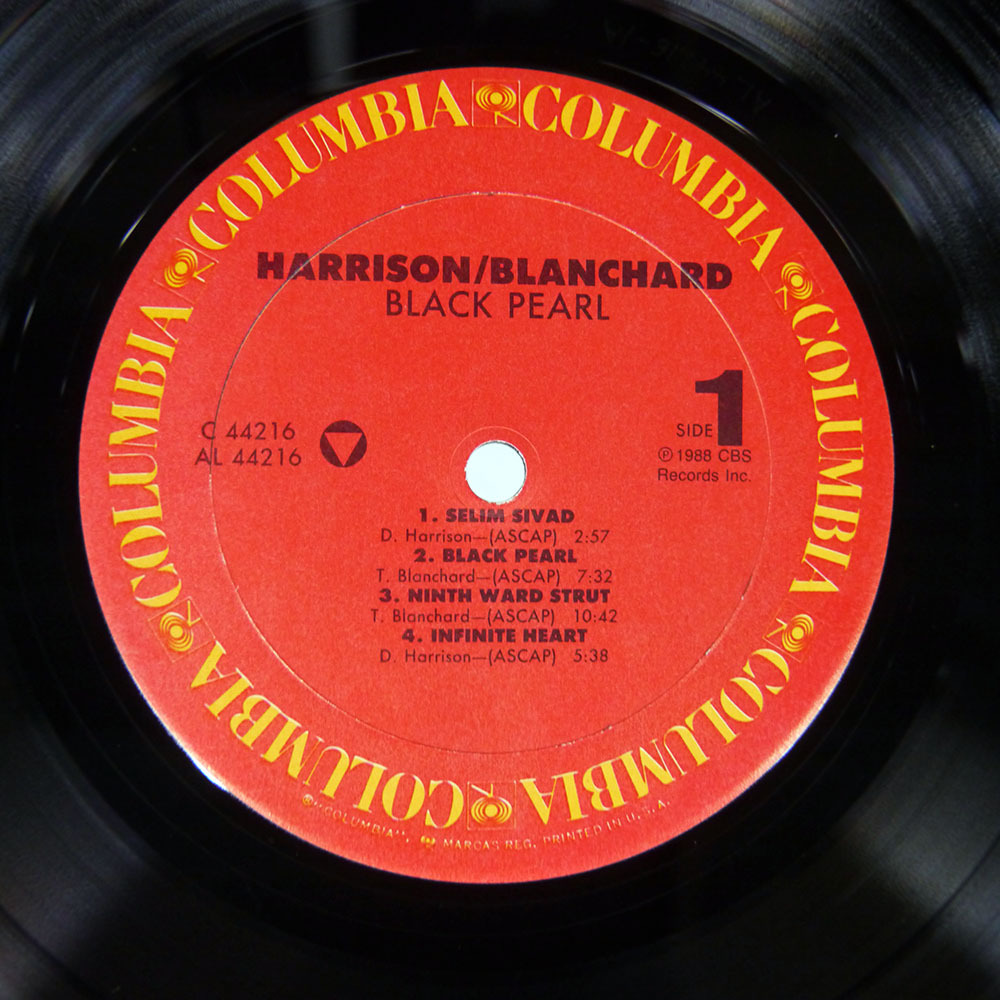 COLUMBIA COLUMBIA COLUMBIA COLUMBIA COLUMBIA COLUMBIA COLUMBIA COLUMBIA
HARRISON/BLANCHARD
BLACK PEARL
C 44216
AL 44216
SIDE 1
℗ 1988 CBS
Records Inc.
1. SELIM SIVAD
D. Harrison—(ASCAP) 2:57
2. BLACK PEARL
T. Blanchard—(ASCAP) 7:32
3. NINTH WARD STRUT
T. Blanchard—(ASCAP) 10:42
4. INFINITE HEART
D. Harrison—(ASCAP) 5:38
®"COLUMBIA", MARCAS REG. PRINTED IN U.S.A.